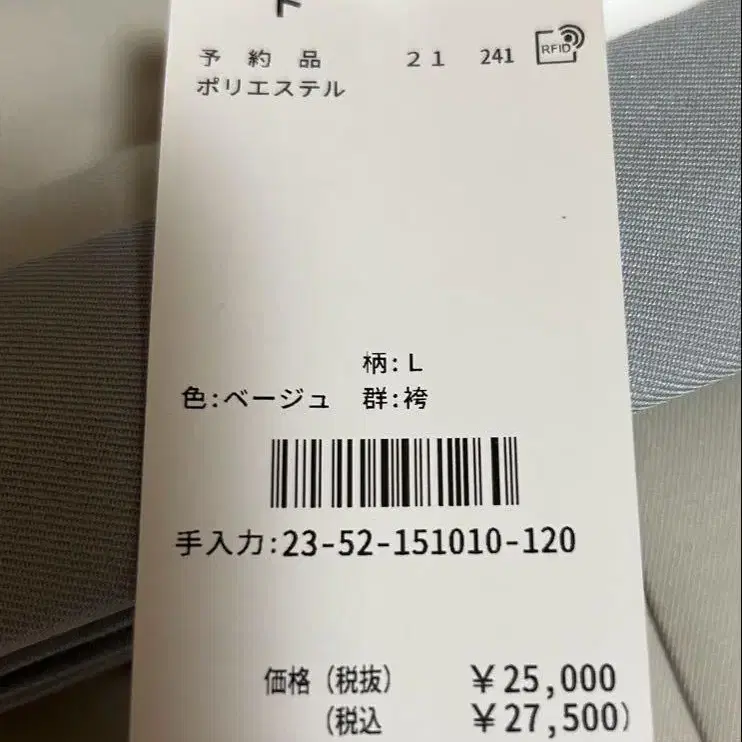 予約品 21 241 RFID
ポリエステル
柄:L
色:ベージュ 群:袴
手入力:23-52-151010-120
価格(税抜) ¥25,000
(税込 ¥27,500)